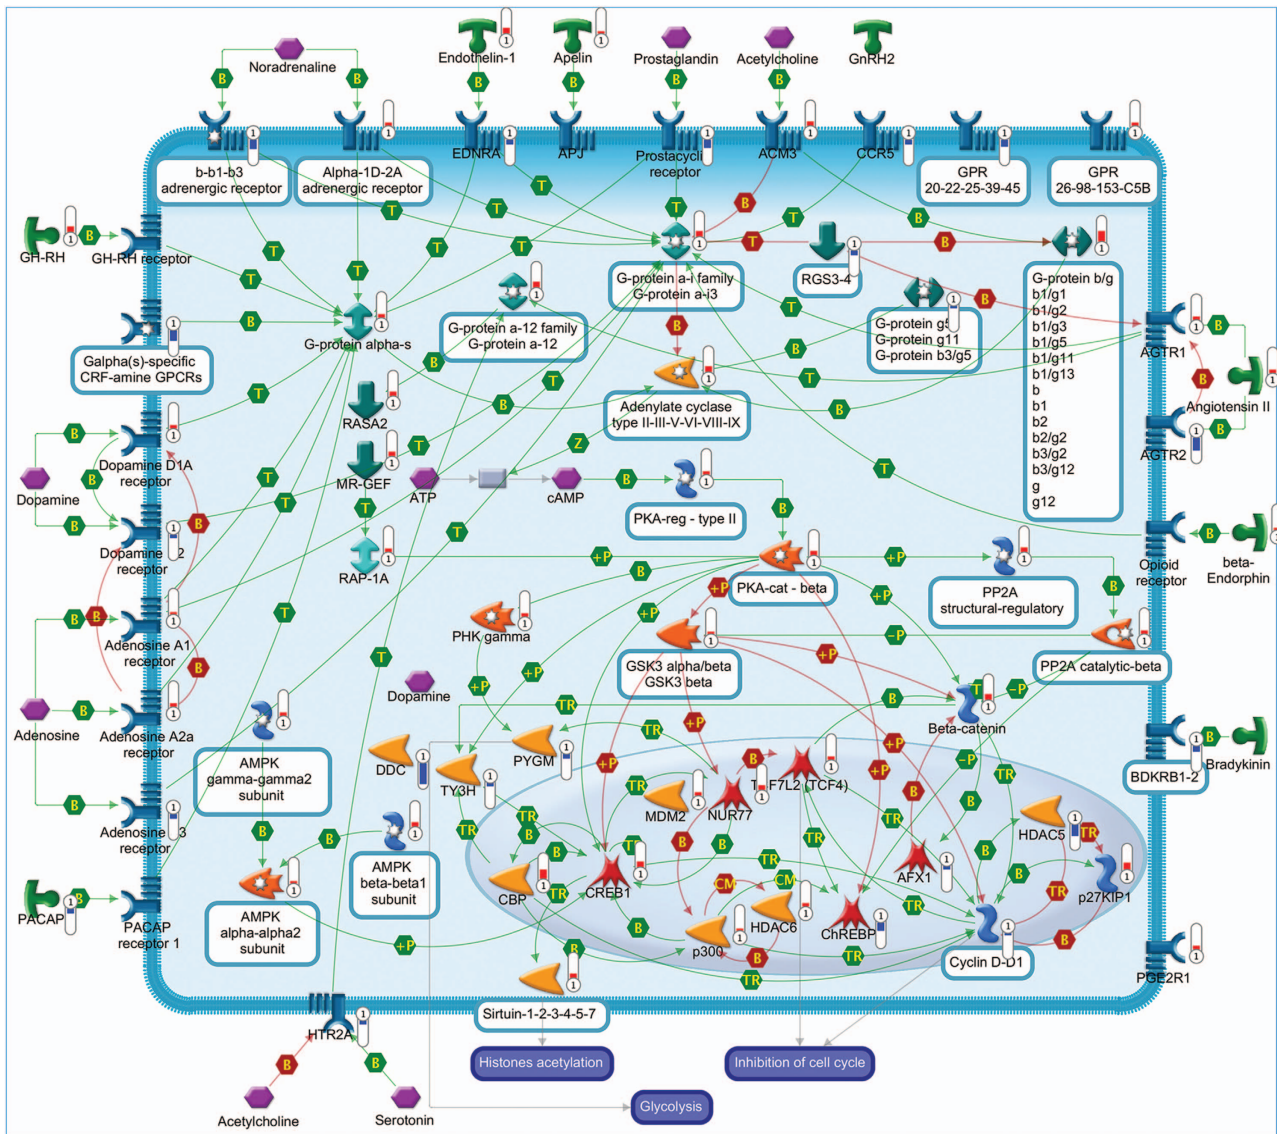 Noradrenaline
Endothelin-1
Apelin
Prostaglandin
Acetylcholine
GnRH2
b-b1-b3
adrenergic receptor
Alpha-1D-2A
adrenergic receptor
EDNRA
APJ
receptor
ACM3
CCR5
GPR
20-22-25-39-45
GPR
26-98-153-C5B
GH-RH
GH-RH receptor
Galpha(s)-specific
CRF-amine GPCRs
G-protein alpha-s
G-protein a-12 family
G-protein a-12
G-protein a-i family
G-protein a-i3
RGS3-4
G-protein g5
G-protein g11
G-protein b3/g5
G-protein b/g
b1/g1
b1/g2
b1/g3
b1/g5
b1/g11
b1/g13
b
b1
b2
b2/g2
b3/g2
b3/g12
g
g12
AGTR1
Angiotensin II
AGTR2
Adenylate cyclase
type II-III-V-VI-VIII-IX
RASA2
MR-GEF
RAP-1A
ATP
cAMP
PKA-reg - type II
Dopamine D1A
receptor
Dopamine
receptor
Opioid
receptor
beta-
Endorphin
PKA-cat - beta
PP2A
structural-regulatory
PHK gamma
GSK3 alpha/beta
GSK3 beta
PP2A catalytic-beta
Adenosine A1
receptor
Dopamine
Adenosine
Adenosine A2a
receptor
AMPK
gamma-gamma2
subunit
Beta-catenin
DDC
TY3H
PYGM
BDKRB1-2
Bradykinin
MDM2
NUR77
HDAC5
receptor
AMPK
beta-beta1
subunit
CBP
CREB1
AFX1
p27KIP1
PACAP
PACAP
receptor 1
AMPK
alpha-alpha2
subunit
p300
HDAC6
ChREBP
Cyclin D-D1
PGE2R1
Sirtuin-1-2-3-4-5-7
HTR2A
Histones acetylation
Inhibition of cell cycle
Glycolysis
Acetylcholine
Serotonin